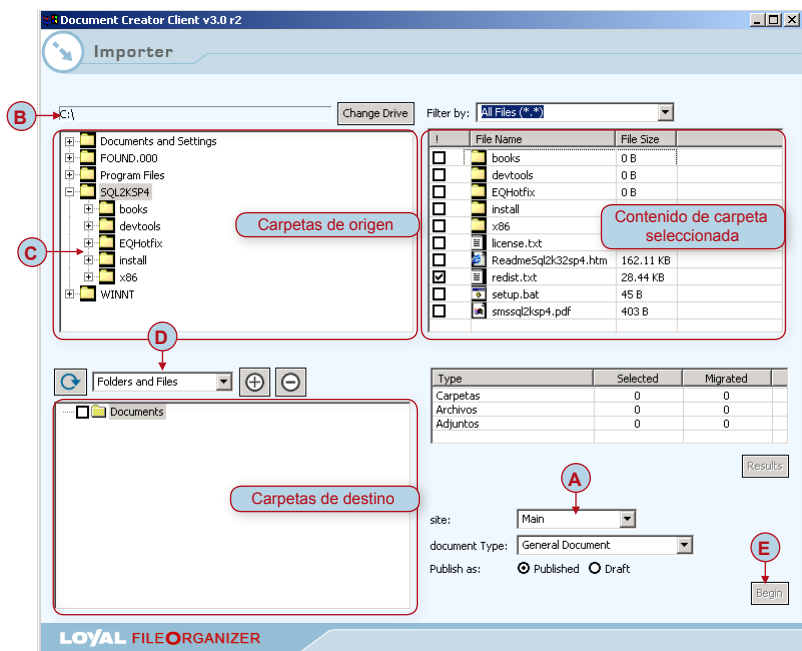 Document Creator Client v3.0 r2
Importer
B
C:\
Change Drive
Filter by:
All Files (*.*)
Documents and Settings
FOUND.000
Program Files
SQL2KSP4
books
devtools
EQHotfix
install
x86
WINNT
C
Carpetas de origen
! File Name File Size
books 0 B
devtools 0 B
EQHotfix 0 B
install
x86
license.txt
ReadmeSql2k32sp4.htm 162.11 KB
redist.txt 28.44 KB
setup.bat 45 B
smssql2ksp4.pdf 403 B
Contenido de carpeta
seleccionada
D
Folders and Files
Documents
Carpetas de destino
Type Selected Migrated
Carpetas 0 0
Archivos 0 0
Adjuntos 0 0
Results
A
site: Main
document Type: General Document
Publish as: Published Draft
E
Begin
LOYAL FILEORGANIZER